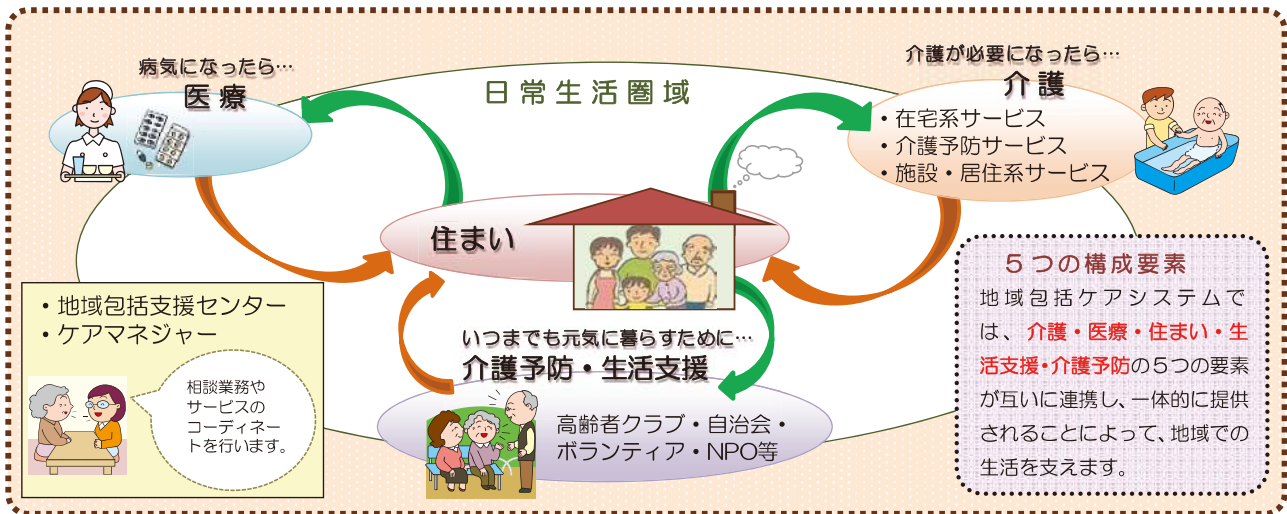 病気になったら…
医療
日常生活圏域
介護が必要になったら…
介護
・在宅系サービス
・介護予防サービス
・施設・居住系サービス
住まい
・地域包括支援センター
・ケアマネジャー
相談業務や
サービスの
コーディネー
トを行います。
いつまでも元気に暮らすために…
介護予防・生活支援
高齢者クラブ・自治会・
ボランティア・NPO等
５つの構成要素
地域包括ケアシステムで
は、介護・医療・住まい・生
活支援・介護予防の５つの要素
が互いに連携し、一体的に提供
されることによって、地域での
生活を支えます。